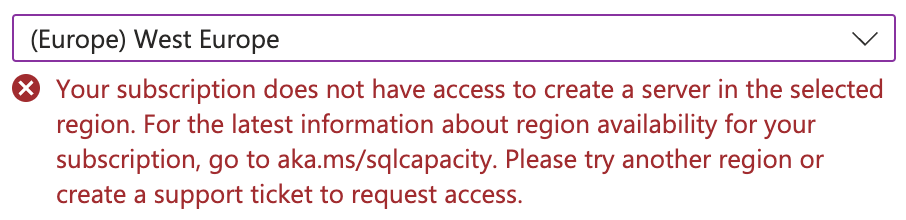 (Europe) West Europe
Your subscription does not have access to create a server in the selected
region. For the latest information about region availability for your
subscription, go to aka.ms/sqlcapacity. Please try another region or
create a support ticket to request access.